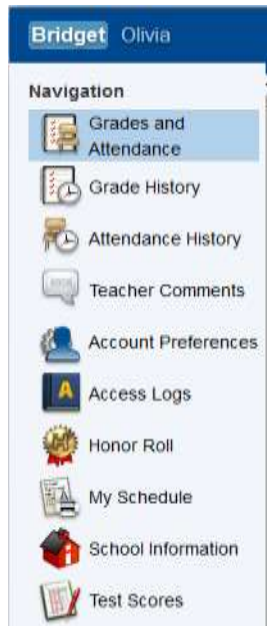 Bridget Olivia
Navigation
Grades and
Attendance
Grade History
Attendance History
Teacher Comments
Account Preferences
A
Access Logs
Honor Roll
My Schedule
School Information
Test Scores